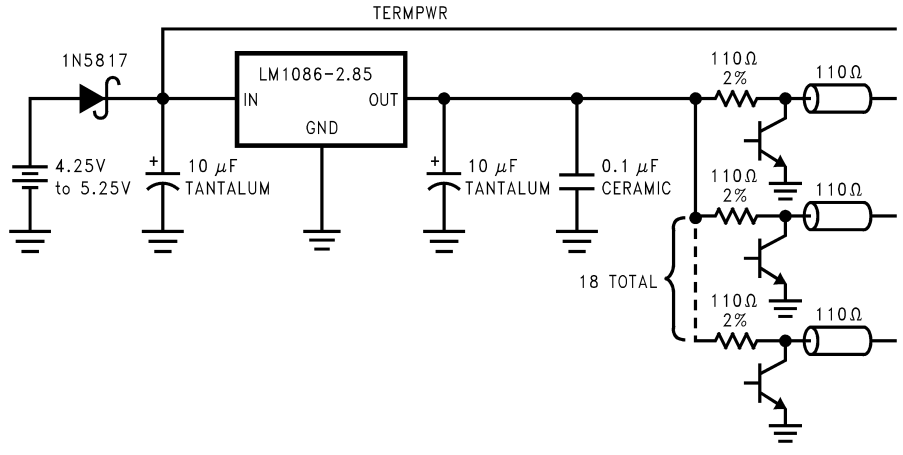 TERMPWR
1N5817
LM1086-2.85
IN
OUT
GND
4.25V
to 5.25V
+
10 μF
TANTALUM
+
10 μF
TANTALUM
0.1 μF
CERAMIC
110Ω
2%
110Ω
110Ω
2%
110Ω
18 TOTAL
110Ω
2%
110Ω